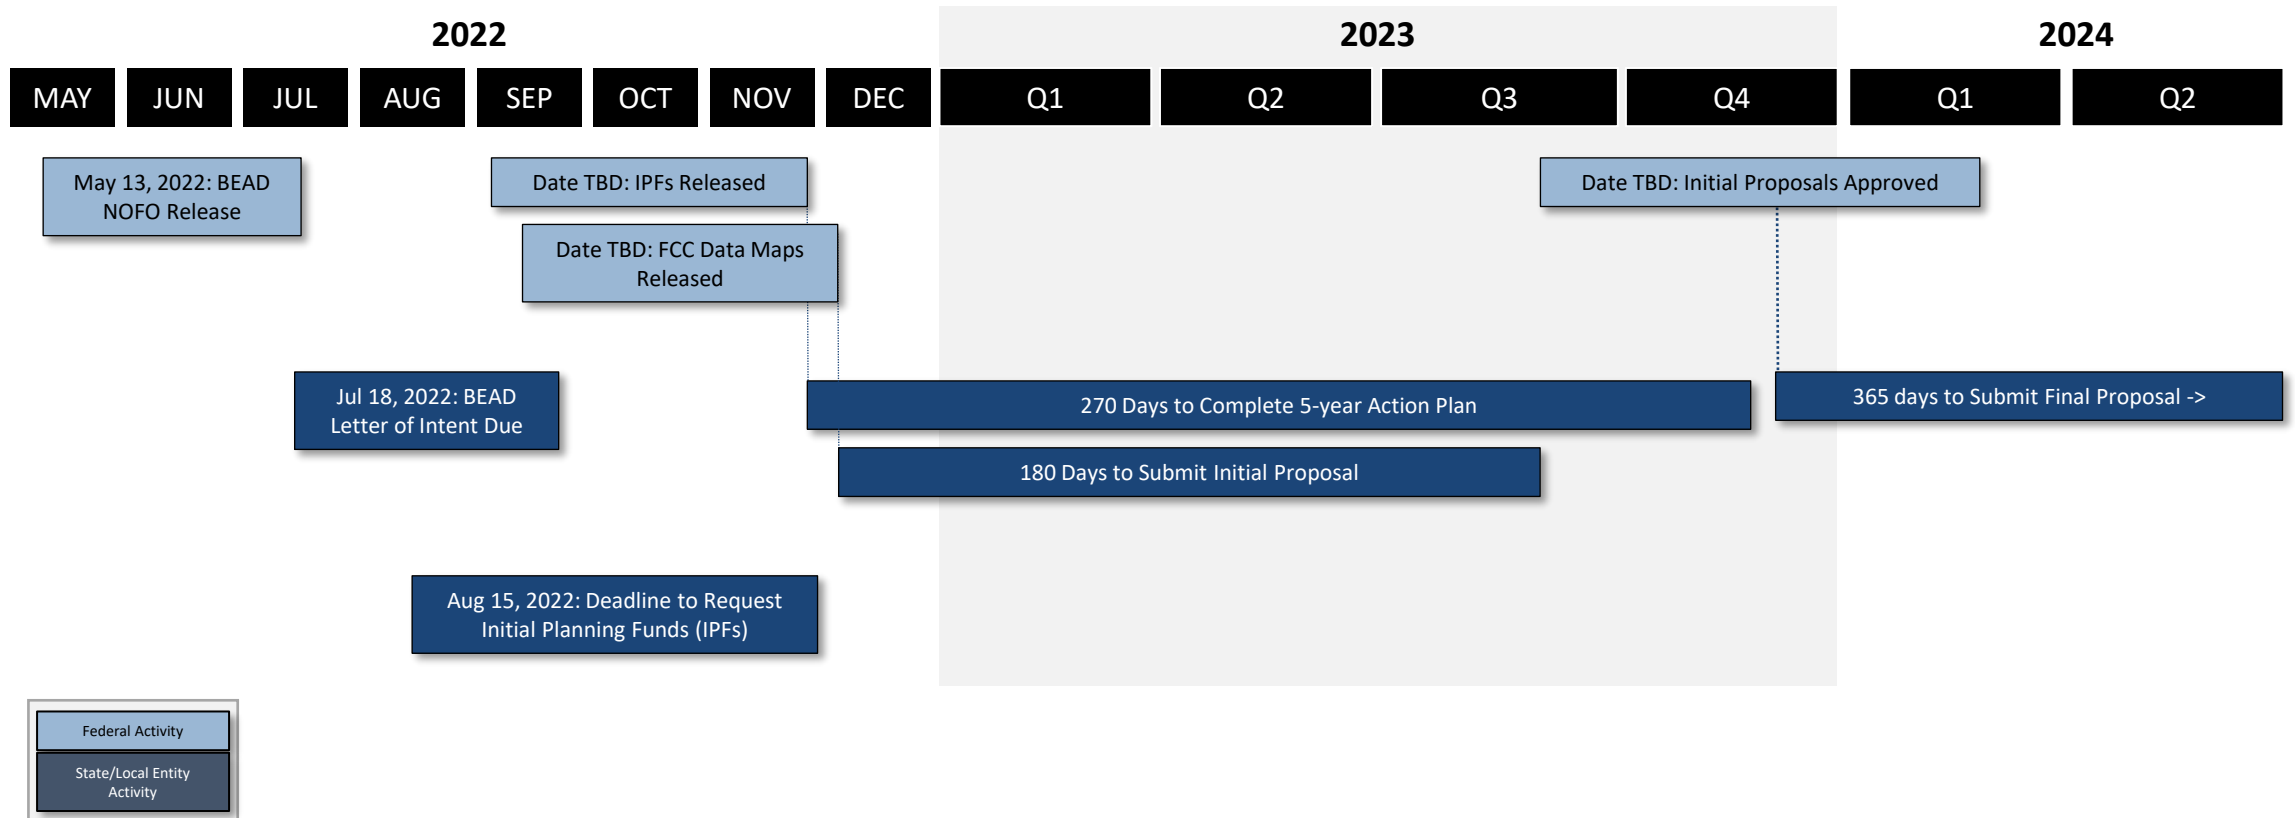 2022
2023
2024
MAY
JUN
JUL
AUG
SEP
OCT
NOV
DEC
Q1
Q2
Q3
Q4
Q1
Q2
May 13, 2022: BEAD
NOFO Release
Date TBD: IPFs Released
Date TBD: Initial Proposals Approved
Date TBD: FCC Data Maps
Released
Jul 18, 2022: BEAD
Letter of Intent Due
270 Days to Complete 5-year Action Plan
365 days to Submit Final Proposal ->
180 Days to Submit Initial Proposal
Aug 15, 2022: Deadline to Request
Initial Planning Funds (IPFs)
Federal Activity
State/Local Entity
Activity